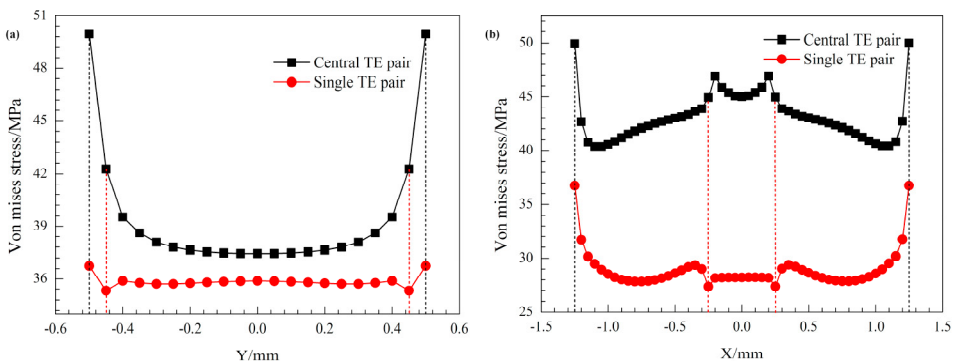 (a)
Von mises stress/MPa
51
48
45
42
39
36
Central TE pair
Single TE pair
-0.6
-0.4
-0.2
0.0
0.2
0.4
0.6
Y/mm
(b)
Von mises stress/MPa
50
45
40
35
30
25
Central TE pair
Single TE pair
-1.5
-1.0
-0.5
0.0
0.5
1.0
1.5
X/mm